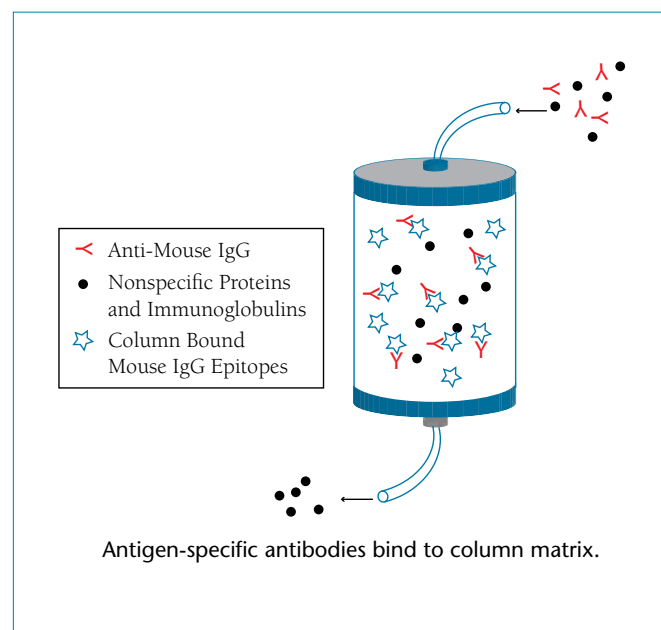 Anti-Mouse IgG
Nonspecific Proteins
and Immunoglobulins
Column Bound
Mouse IgG Epitopes
Antigen-specific antibodies bind to column matrix.